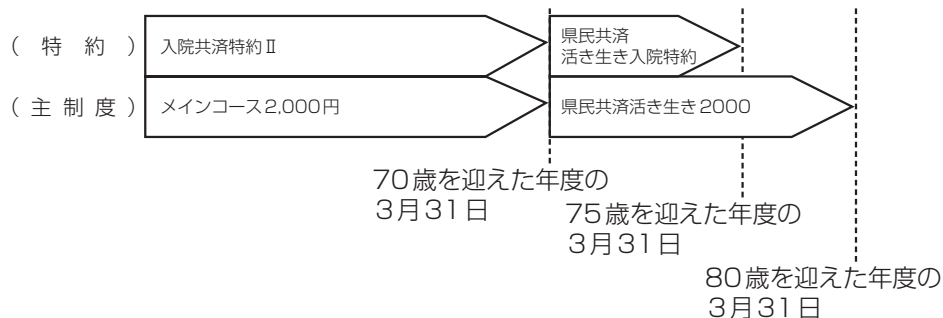 県民共済
(特約) 入院共済特約Ⅱ 活き生き入院特約
(主制度) メインコース2,000円 県民共済活き生き2000
70歳を迎えた年度の
3月31日
75歳を迎えた年度の
3月31日
80歳を迎えた年度の
3月31日